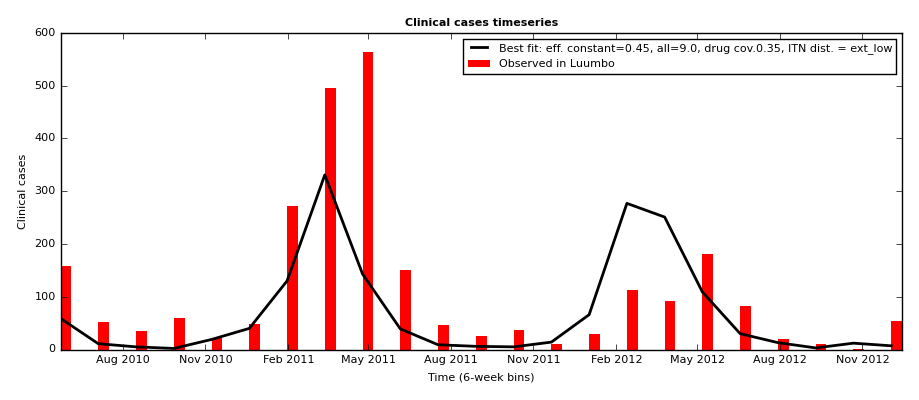 Clinical cases timeseries
600
500
400
300
200
100
0
Clinical cases
Best fit: eff. constant=0.45, all=9.0, drug cov.0.35, ITN dist. = ext_low
Observed in Luumbo
Aug 2010 Nov 2010 Feb 2011 May 2011 Aug 2011 Nov 2011 Feb 2012 May 2012 Aug 2012 Nov 2012
Time (6-week bins)